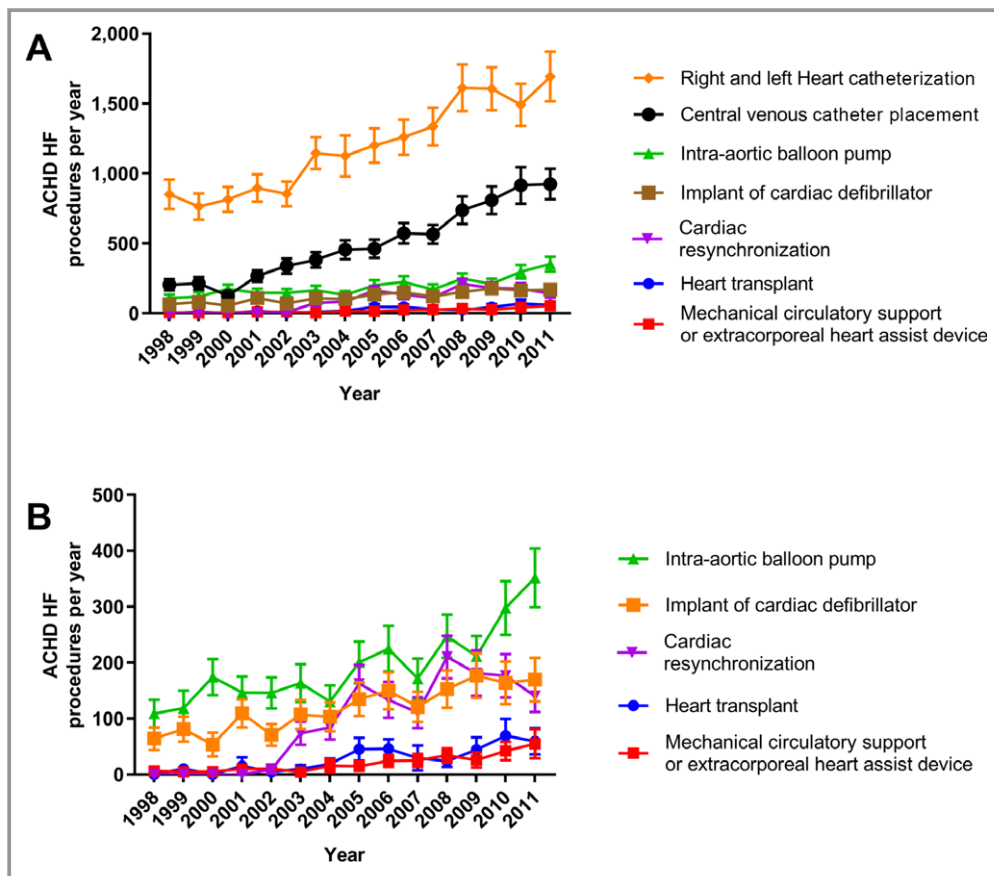 A
ACHD HF
procedures per year
2,000
1,500
1,000
500
0
1998
1999
2000
2001
2002
2003
2004
2005
2006
2007
2008
2009
2010
2011
Year
Right and left Heart catheterization
Central venous catheter placement
Intra-aortic balloon pump
Implant of cardiac defibrillator
Cardiac
resynchronization
Heart transplant
Mechanical circulatory support
or extracorporeal heart assist device
B
ACHD HF
procedures per year
500
400
300
200
100
0
1998
1999
2000
2001
2002
2003
2004
2005
2006
2007
2008
2009
2010
2011
Year
Intra-aortic balloon pump
Implant of cardiac defibrillator
Cardiac
resynchronization
Heart transplant
Mechanical circulatory support
or extracorporeal heart assist device